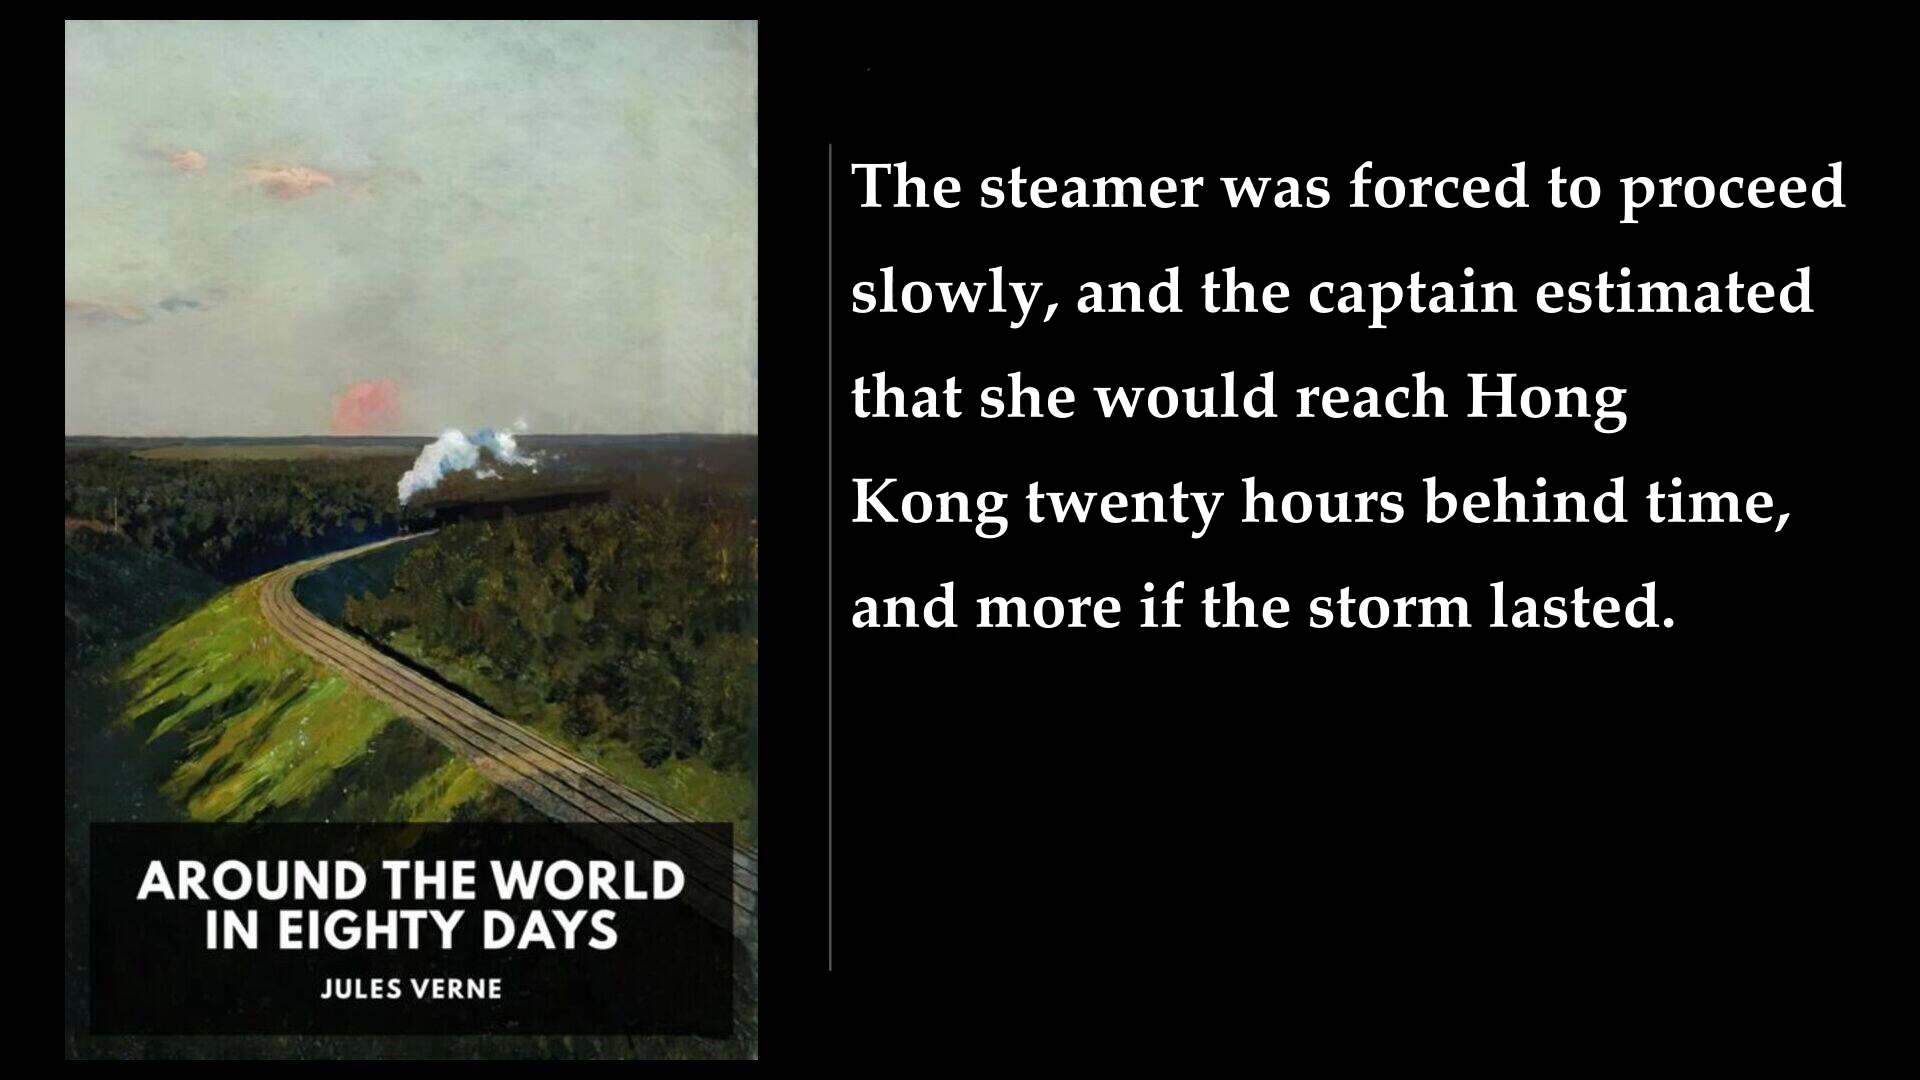 The steamer was forced to proceed
slowly, and the captain estimated
that she would reach Hong
Kong twenty hours behind time,
and more if the storm lasted.
AROUND THE WORLD
IN EIGHTY DAYS
JULES VERNE